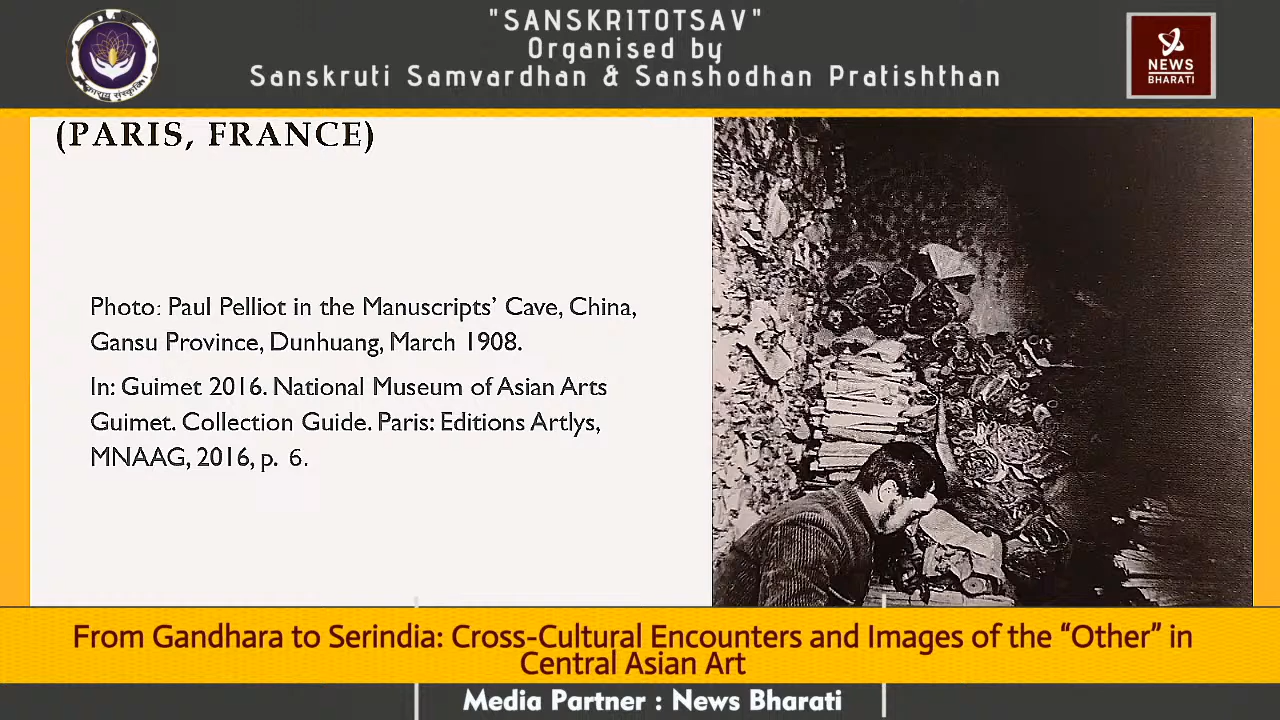 "SANSKRITOTSAV"
Organised by
Sanskruti Samvardhan & Sanshodhan Pratishthan
NEWS
BHARATI
(PARIS, FRANCE)
Photo: Paul Pelliot in the Manuscripts’ Cave, China,
Gansu Province, Dunhuang, March 1908.
In: Guimet 2016. National Museum of Asian Arts
Guimet. Collection Guide. Paris: Editions Artlys,
MNAAG, 2016, p. 6.
From Gandhara to Serindia: Cross-Cultural Encounters and Images of the “Other” in
Central Asian Art
Media Partner : News Bharati